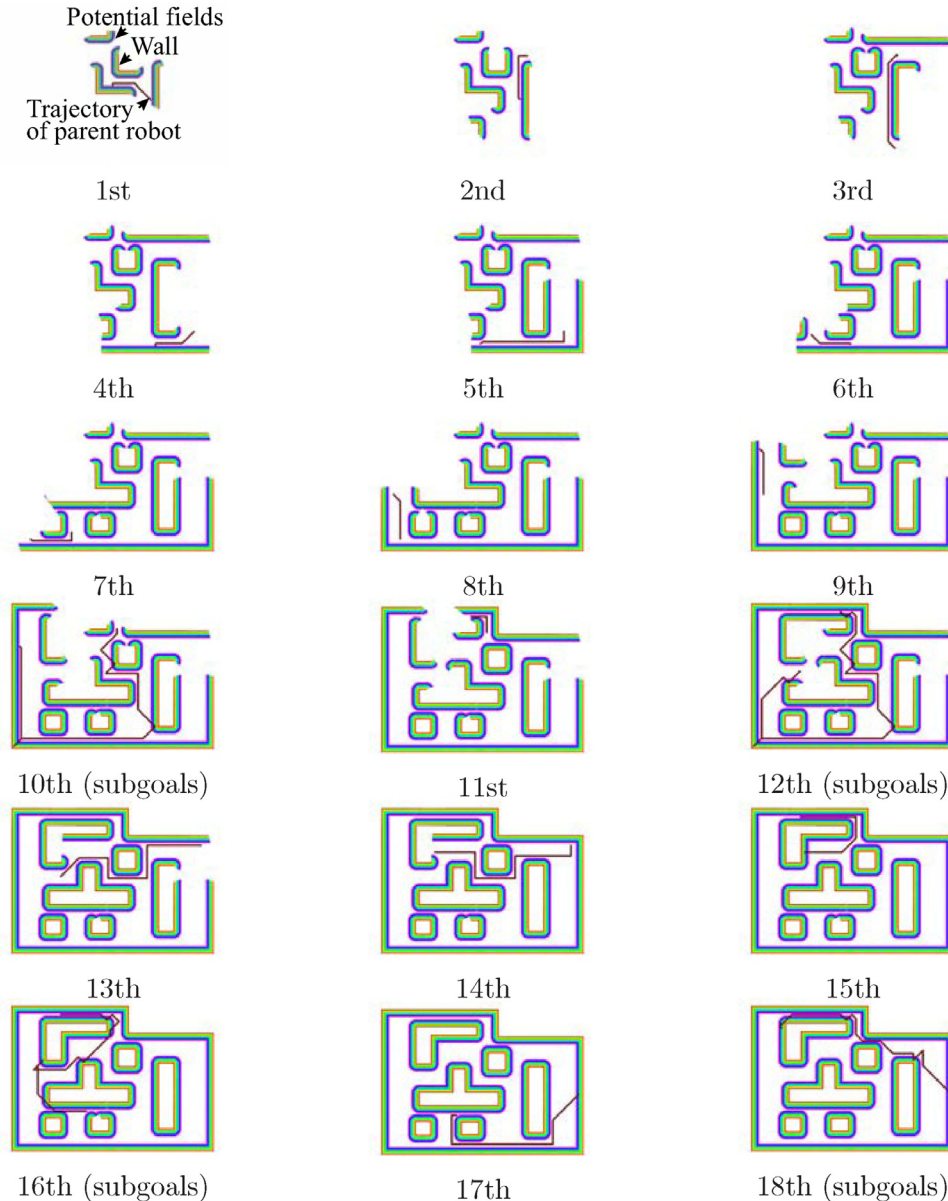 Potential fields
Wall
Trajectory
of parent robot
1st
2nd
3rd
4th
5th
6th
7th
8th
9th
10th (subgoals)
11st
12th (subgoals)
13th
14th
15th
16th (subgoals)
17th
18th (subgoals)